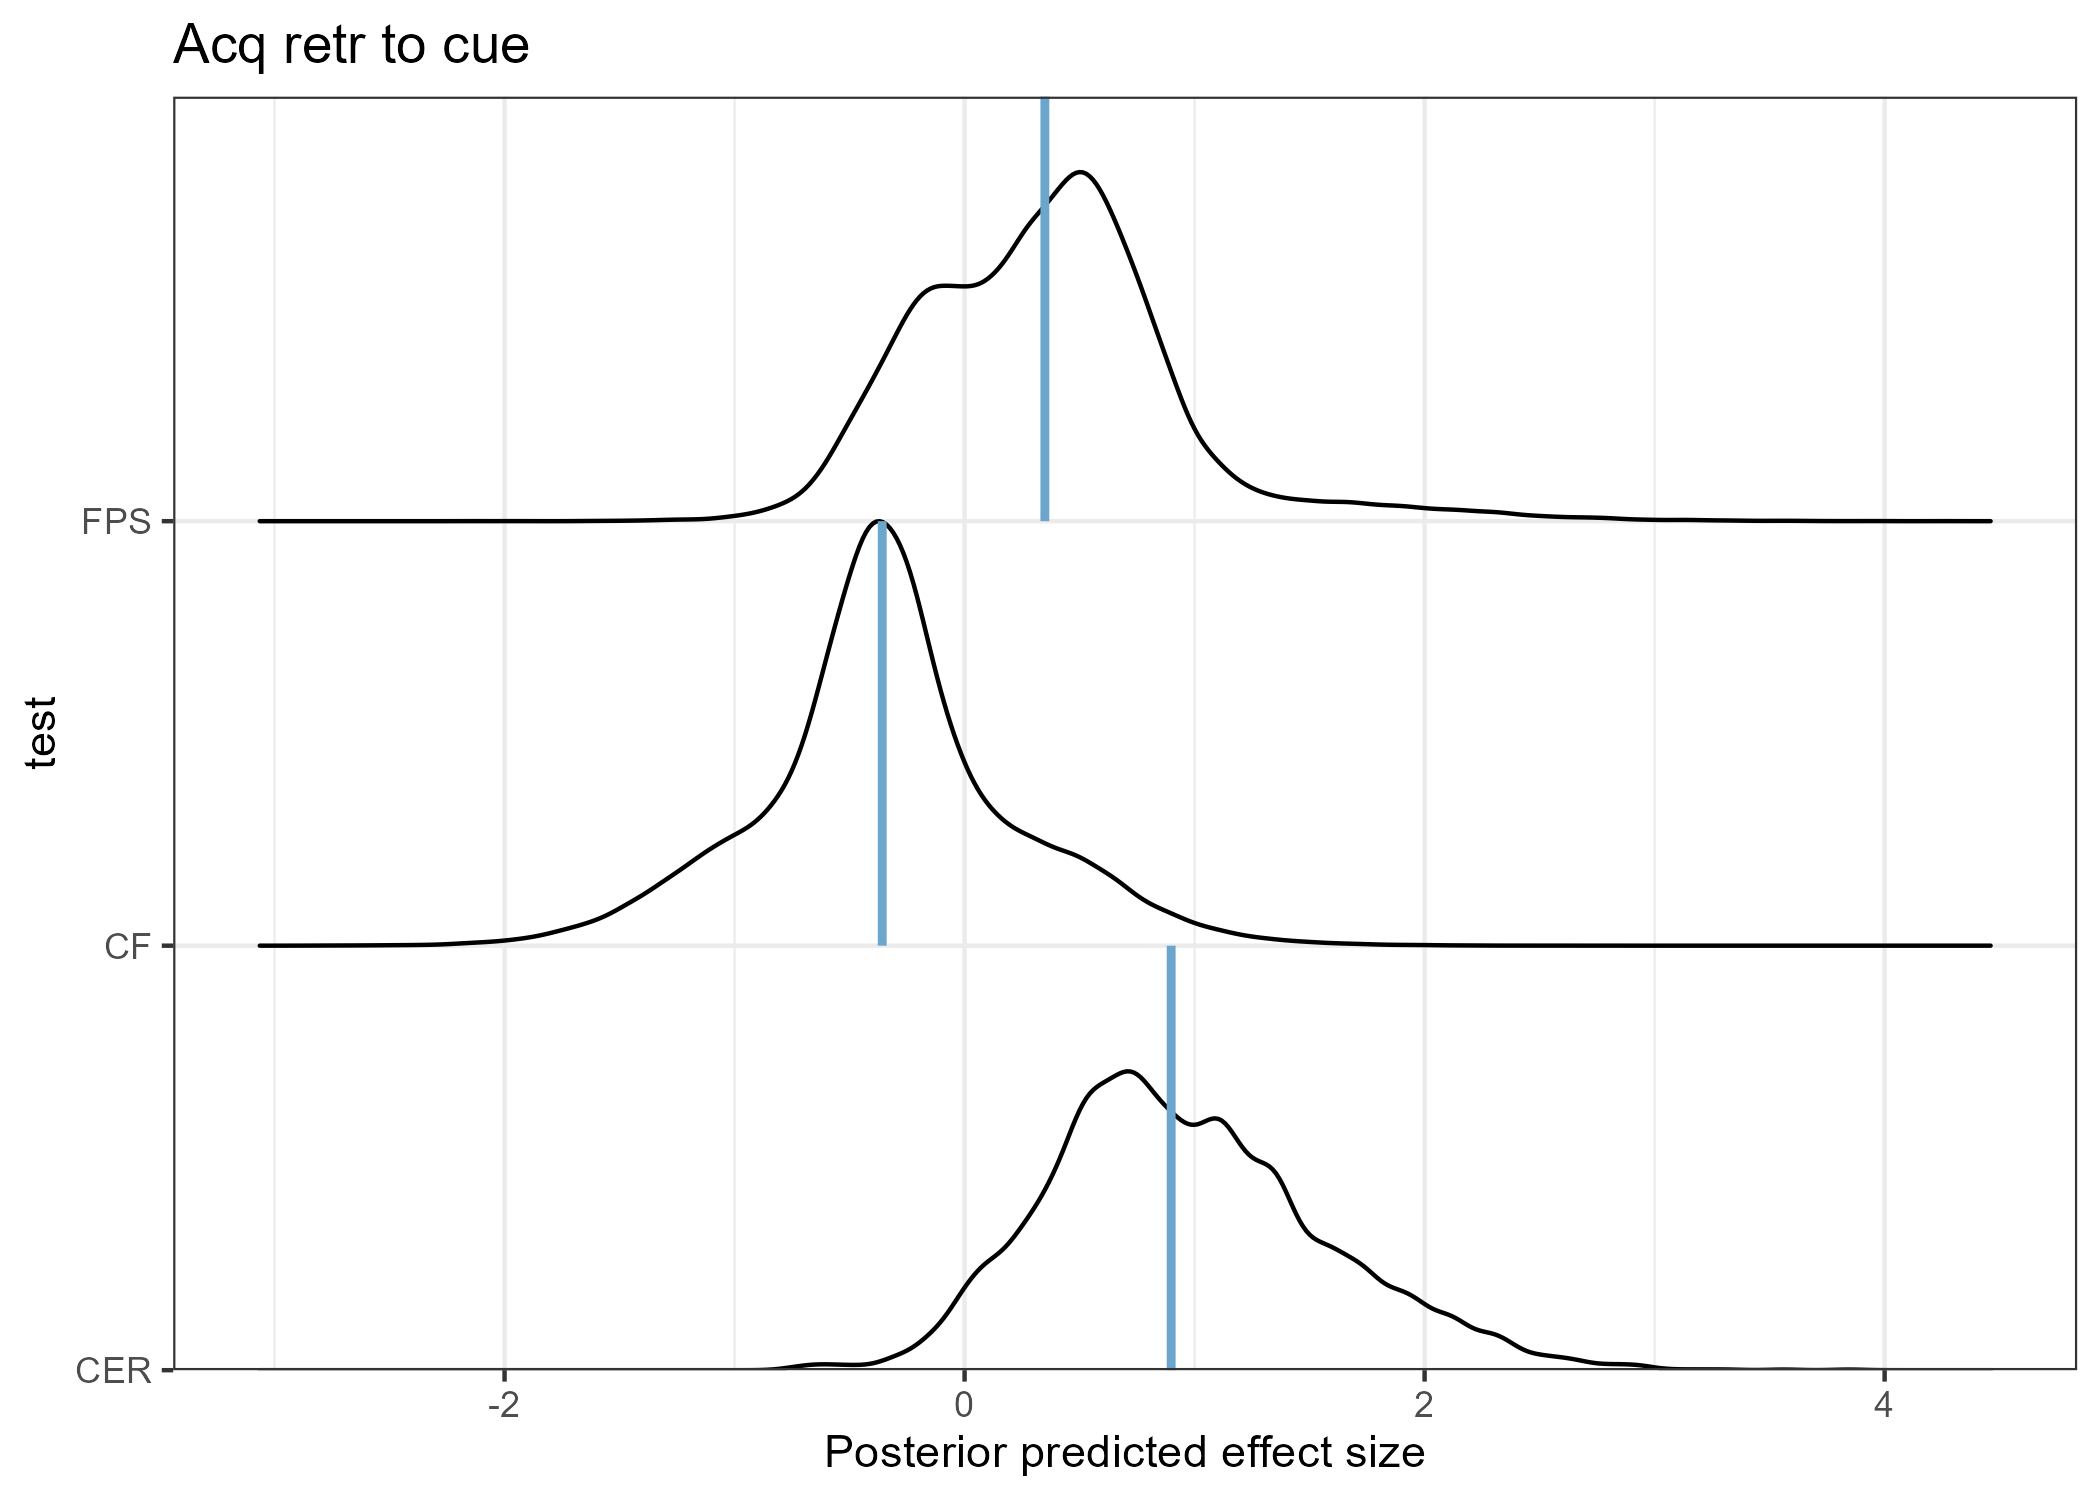 Acq retr to cue
test
FPS
CF
CER
-2 0 2 4
Posterior predicted effect size